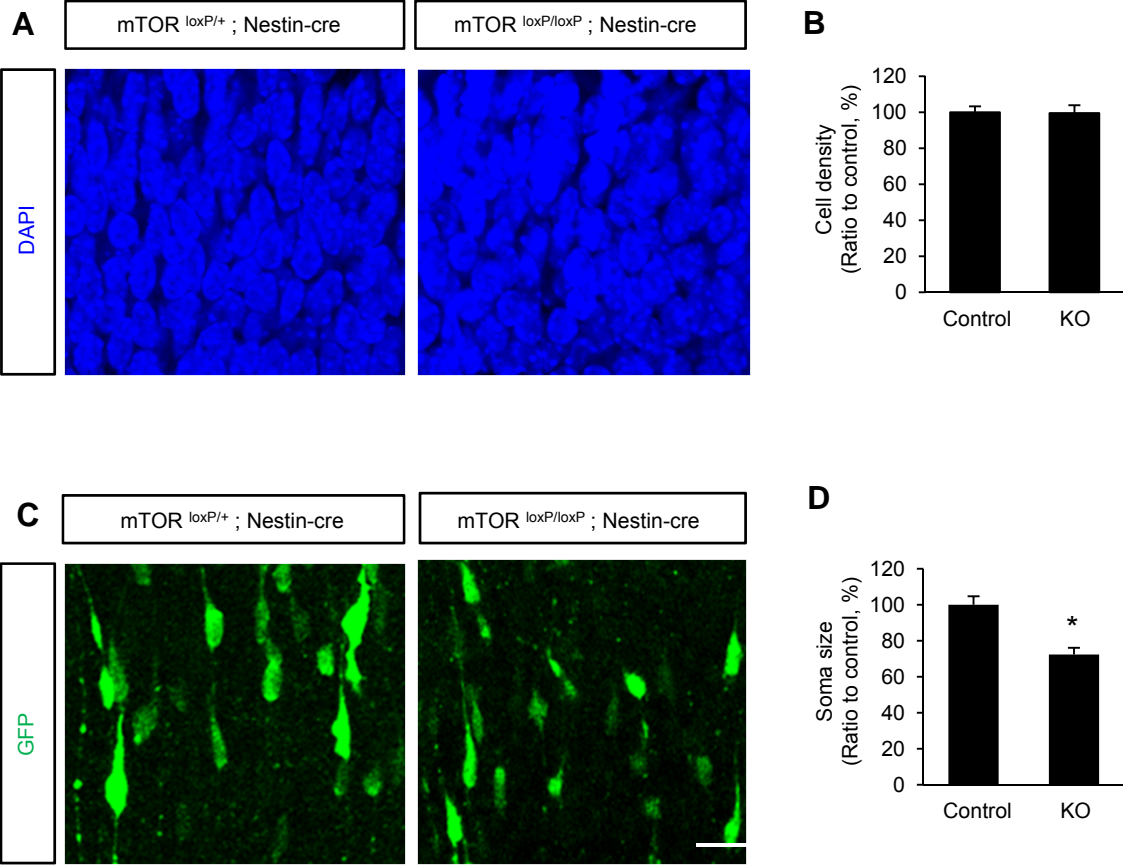 A
mTOR loxP/+ ; Nestin-cre
mTOR loxP/loxP ; Nestin-cre
DAPI
B
Cell density
(Ratio to control, %)
120
100
80
60
40
20
0
Control KO
C
mTOR loxP/+ ; Nestin-cre
mTOR loxP/loxP ; Nestin-cre
GFP
D
Soma size
(Ratio to control, %)
120
100
80
60
40
20
0
*
Control KO